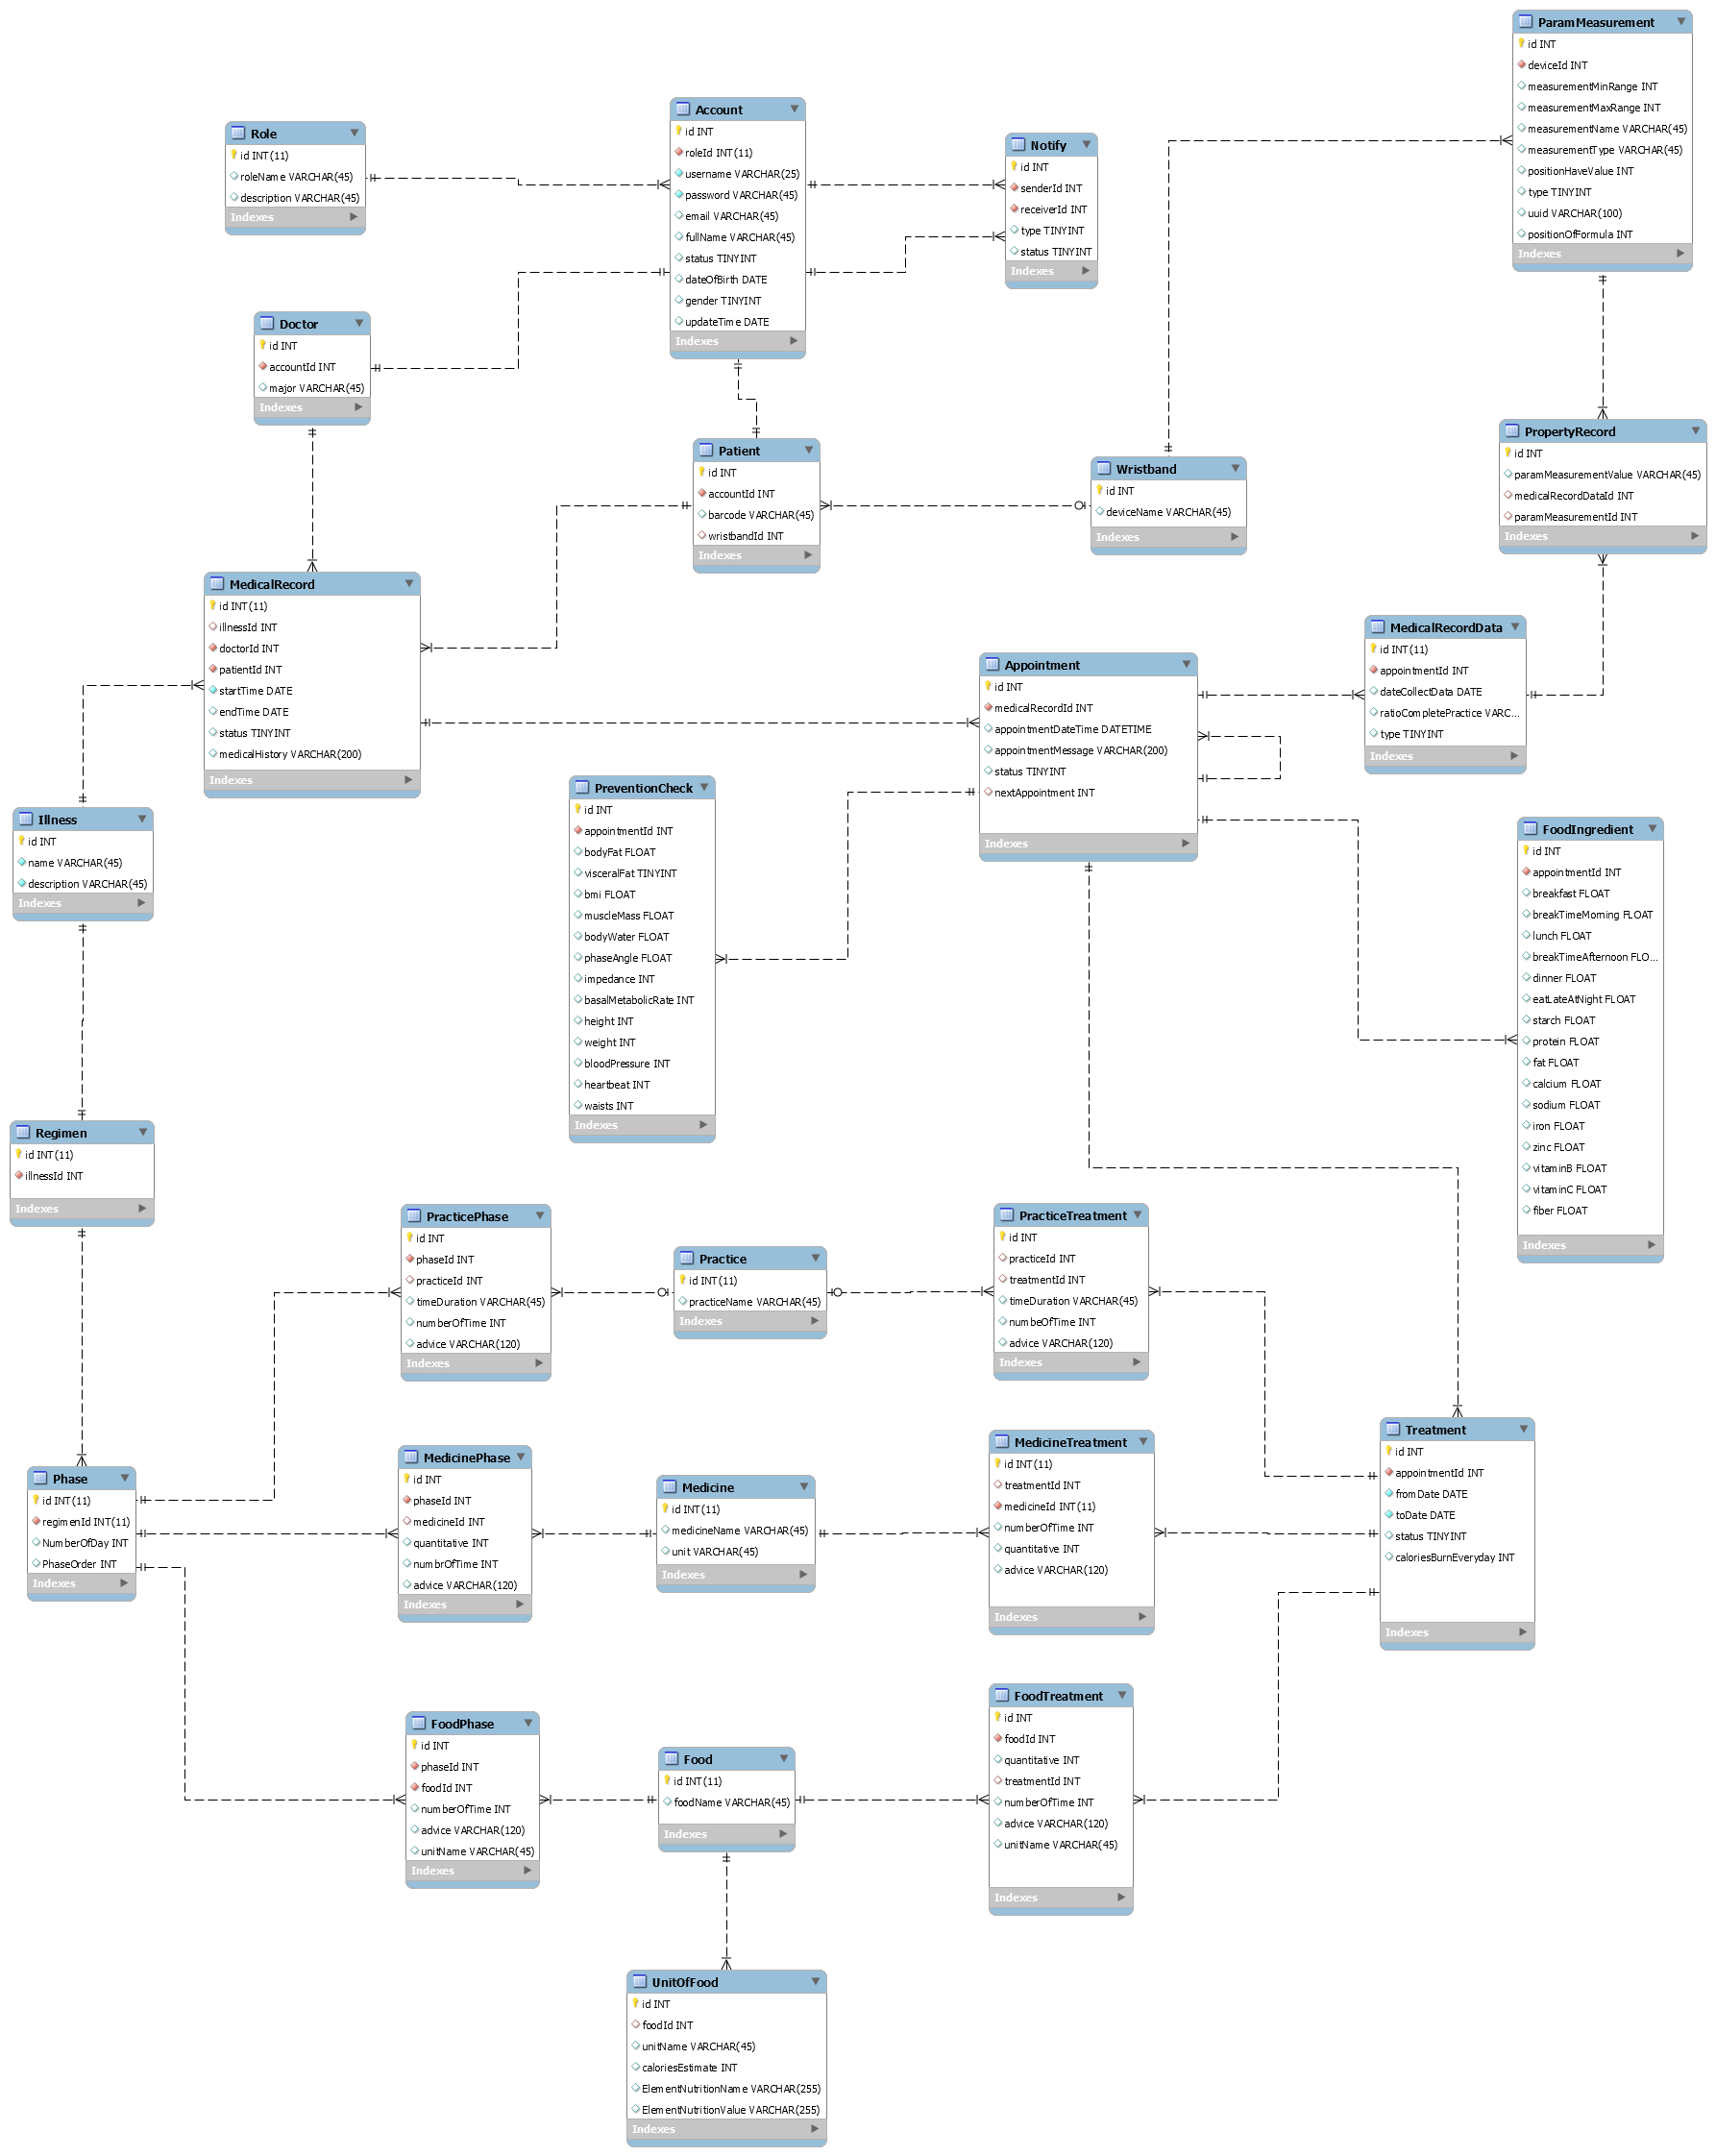 ParamMeasurement
id INT
deviceId INT
measurementMinRange INT
measurementMaxRange INT
measurementName VARCHAR(45)
measurementType VARCHAR(45)
positionHaveValue INT
type TINYINT
uuid VARCHAR(100)
positionOfFormula INT
Indexes
Account
id INT
roleId INT(11)
username VARCHAR(25)
password VARCHAR(45)
email VARCHAR(45)
fullName VARCHAR(45)
status TINYINT
dateOfBirth DATE
gender TINYINT
updateTime DATE
Indexes
Role
id INT(11)
roleName VARCHAR(45)
description VARCHAR(45)
Indexes
Notify
id INT
senderId INT
receiverId INT
type TINYINT
status TINYINT
Indexes
Doctor
id INT
accountId INT
major VARCHAR(45)
Indexes
Patient
id INT
accountId INT
barcode VARCHAR(45)
wristbandId INT
Indexes
Wristband
id INT
deviceName VARCHAR(45)
Indexes
PropertyRecord
id INT
paramMeasurementValue VARCHAR(45)
medicalRecordDataId INT
paramMeasurementId INT
Indexes
MedicalRecord
id INT(11)
illnessId INT
doctorId INT
patientId INT
startTime DATE
endTime DATE
status TINYINT
medicalHistory VARCHAR(200)
Indexes
MedicalRecordData
id INT(11)
appointmentId INT
dateCollectData DATE
ratioCompletePractice VARC...
type TINYINT
Indexes
Appointment
id INT
medicalRecordId INT
appointmentDateTime DATETIME
appointmentMessage VARCHAR(200)
status TINYINT
nextAppointment INT
Indexes
PreventionCheck
id INT
appointmentId INT
bodyFat FLOAT
visceralFat TINYINT
bmi FLOAT
muscleMass FLOAT
bodyWater FLOAT
phaseAngle FLOAT
impedance INT
basalMetabolicRate INT
height INT
weight INT
bloodPressure INT
heartbeat INT
waists INT
Indexes
Illness
id INT
name VARCHAR(45)
description VARCHAR(45)
Indexes
FoodIngredient
id INT
appointmentId INT
breakfast FLOAT
breakTimeMorning FLOAT
lunch FLOAT
breakTimeAfternoon FLO...
dinner FLOAT
eatLateAtNight FLOAT
starch FLOAT
protein FLOAT
fat FLOAT
calcium FLOAT
sodium FLOAT
iron FLOAT
zinc FLOAT
vitaminB FLOAT
vitaminC FLOAT
fiber FLOAT
Indexes
Regimen
id INT(11)
illnessId INT
Indexes
PracticePhase
id INT
phaseId INT
practiceId INT
timeDuration VARCHAR(45)
numberOfTime INT
advice VARCHAR(120)
Indexes
Practice
id INT(11)
practiceName VARCHAR(45)
Indexes
PracticeTreatment
id INT
practiceId INT
treatmentId INT
timeDuration VARCHAR(45)
numbeOfTime INT
advice VARCHAR(120)
Indexes
Phase
id INT(11)
regimenId INT(11)
NumberOfDay INT
PhaseOrder INT
Indexes
MedicinePhase
id INT
phaseId INT
medicineId INT
quantitative INT
numbrOfTime INT
advice VARCHAR(120)
Indexes
Medicine
id INT(11)
medicineName VARCHAR(45)
unit VARCHAR(45)
Indexes
MedicineTreatment
id INT(11)
treatmentId INT
medicineId INT(11)
numberOfTime INT
quantitative INT
advice VARCHAR(120)
Indexes
Treatment
id INT
appointmentId INT
fromDate DATE
toDate DATE
status TINYINT
caloriesBurnEveryday INT
Indexes
FoodPhase
id INT
phaseId INT
foodId INT
numberOfTime INT
advice VARCHAR(120)
unitName VARCHAR(45)
Indexes
Food
id INT(11)
foodName VARCHAR(45)
Indexes
FoodTreatment
id INT
foodId INT
quantitative INT
treatmentId INT
numberOfTime INT
advice VARCHAR(120)
unitName VARCHAR(45)
Indexes
UnitOfFood
id INT
foodId INT
unitName VARCHAR(45)
caloriesEstimate INT
ElementNutritionName VARCHAR(255)
ElementNutritionValue VARCHAR(255)
Indexes